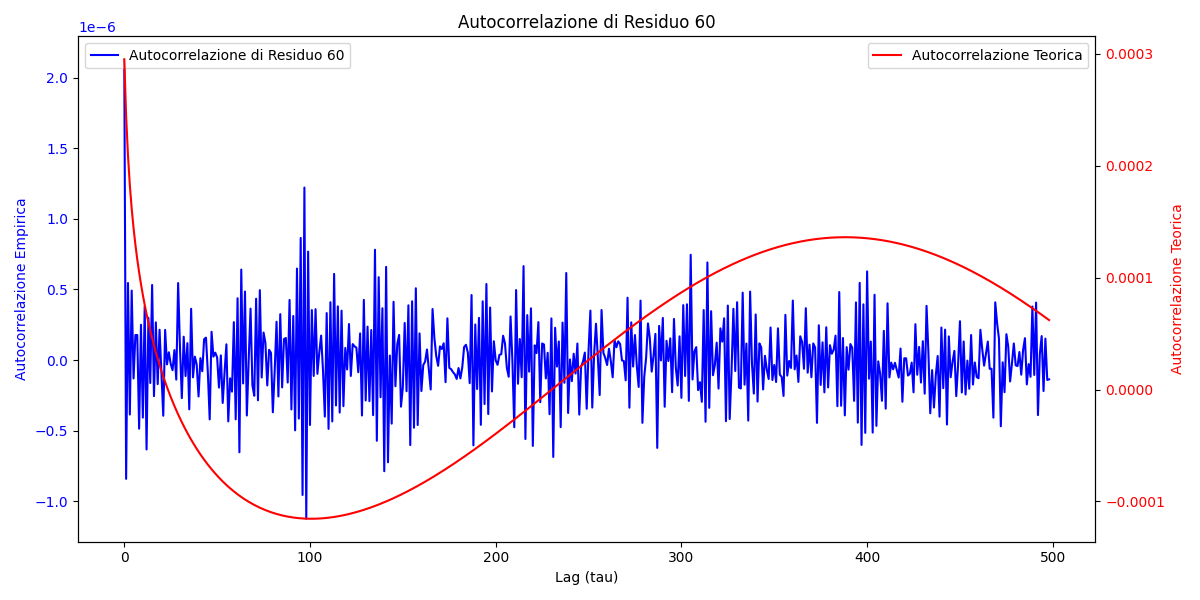 Autocorrelazione di Residuo 60
1e−6
Autocorrelazione di Residuo 60
Autocorrelazione Teorica
2.0
1.5
1.0
0.5
0.0
−0.5
−1.0
Autocorrelazione Empirica
0.0003
0.0002
0.0001
0.0000
−0.0001
Autocorrelazione Teorica
0 100 200 300 400 500
Lag (tau)